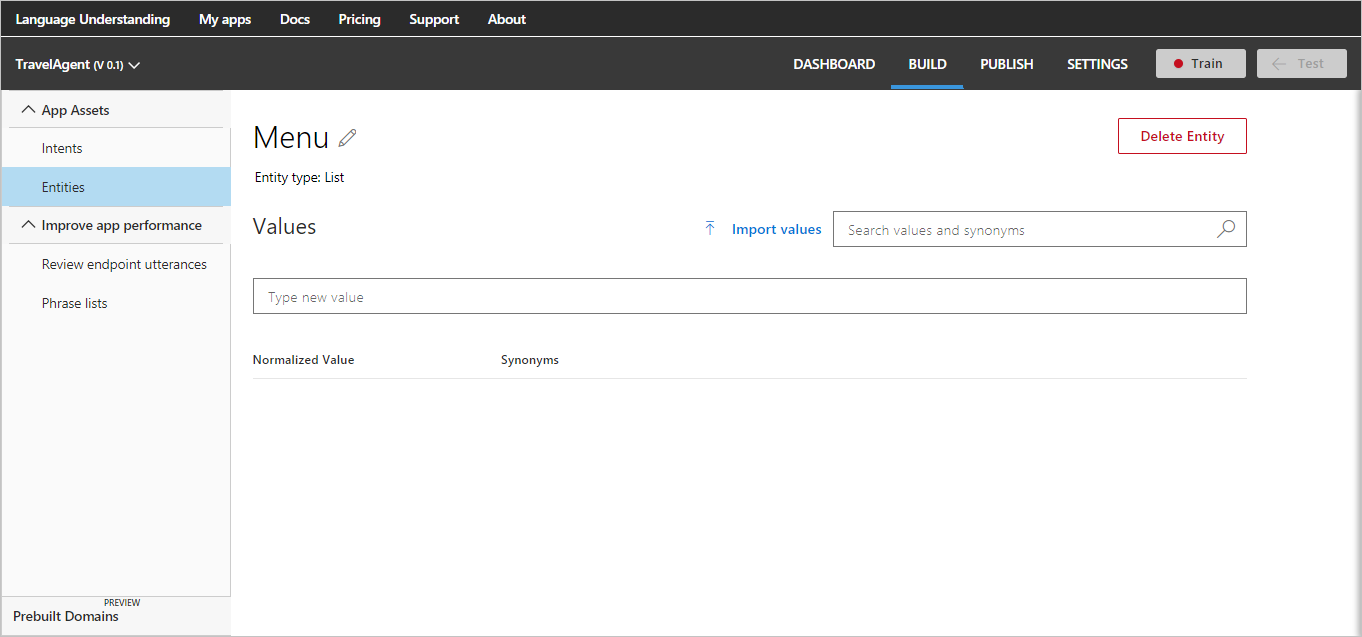 Language Understanding My apps Docs Pricing Support About
TravelAgent (V 0.1) DASHBOARD BUILD PUBLISH SETTINGS Train Test
App Assets
Intents
Entities
Improve app performance
Review endpoint utterances
Phrase lists
PREVIEW
Prebuilt Domains
Menu
Delete Entity
Entity type: List
Values Import values Search values and synonyms
Type new value
Normalized Value Synonyms